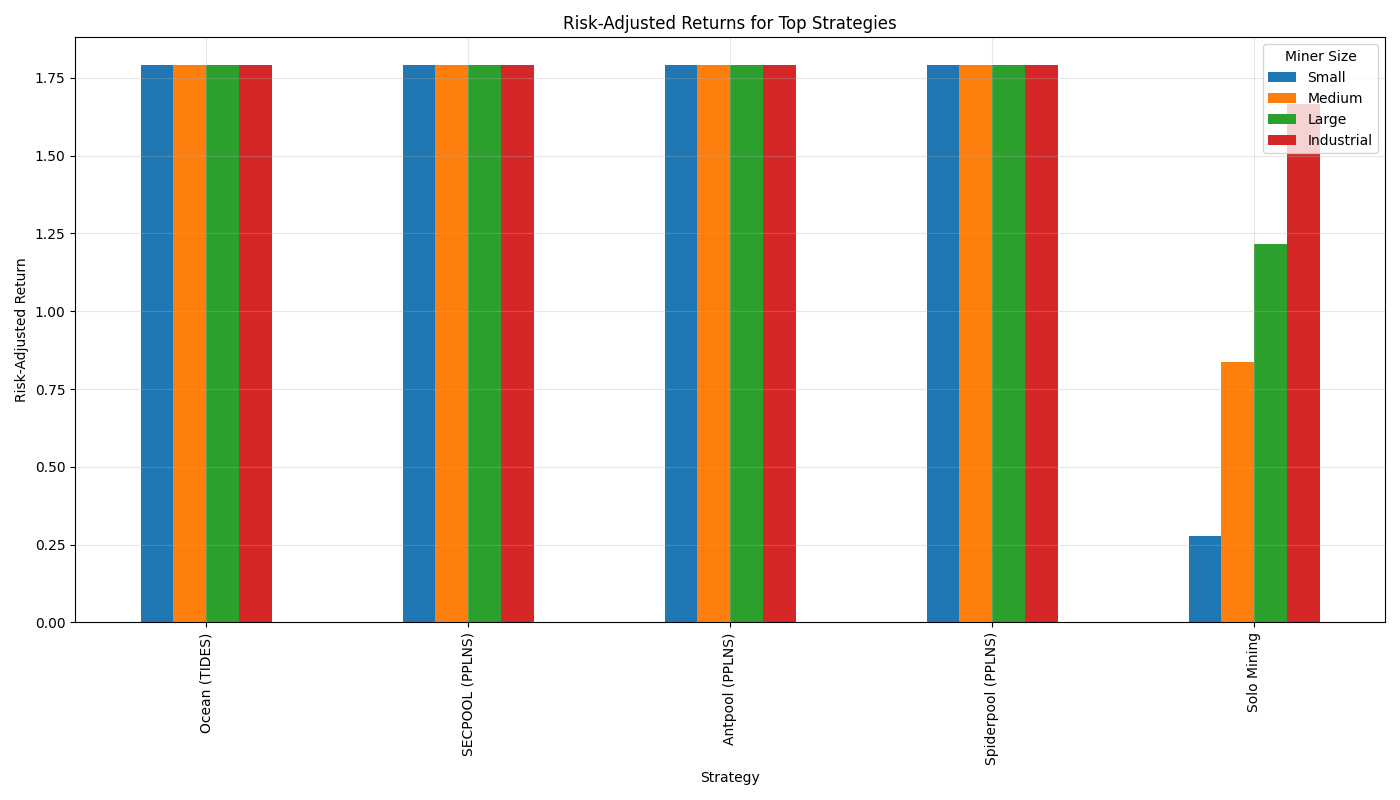 Risk-Adjusted Returns for Top Strategies
Miner Size
Small
Medium
Large
Industrial
Risk-Adjusted Return
1.75
1.50
1.25
1.00
0.75
0.50
0.25
0.00
Ocean (TIDES)
SECPOOL (PPLNS)
Antpool (PPLNS)
Spiderpool (PPLNS)
Solo Mining
Strategy